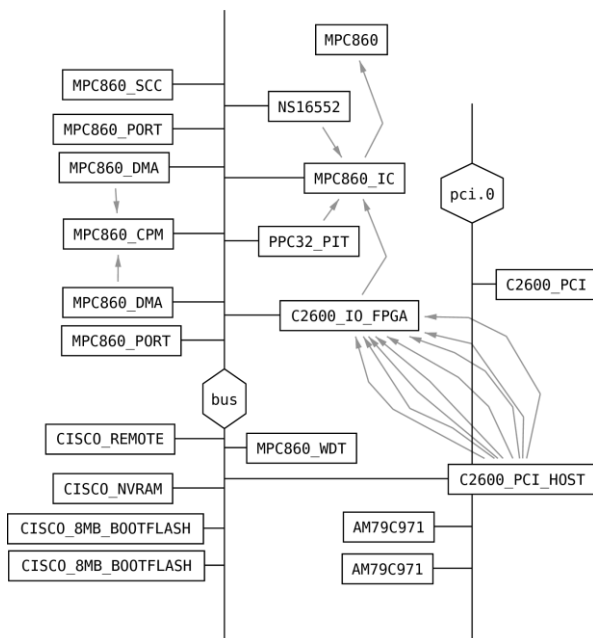 MPC860
MPC860_SCC
NS16552
MPC860_PORT
MPC860_DMA
MPC860_IC
pci.0
MPC860_CPM
PPC32_PIT
C2600_PCI
MPC860_DMA
C2600_IO_FPGA
MPC860_PORT
bus
CISCO_REMOTE
MPC860_WDT
C2600_PCI_HOST
CISCO_NVRAM
CISCO_8MB_BOOTFLASH
AM79C971
CISCO_8MB_BOOTFLASH
AM79C971